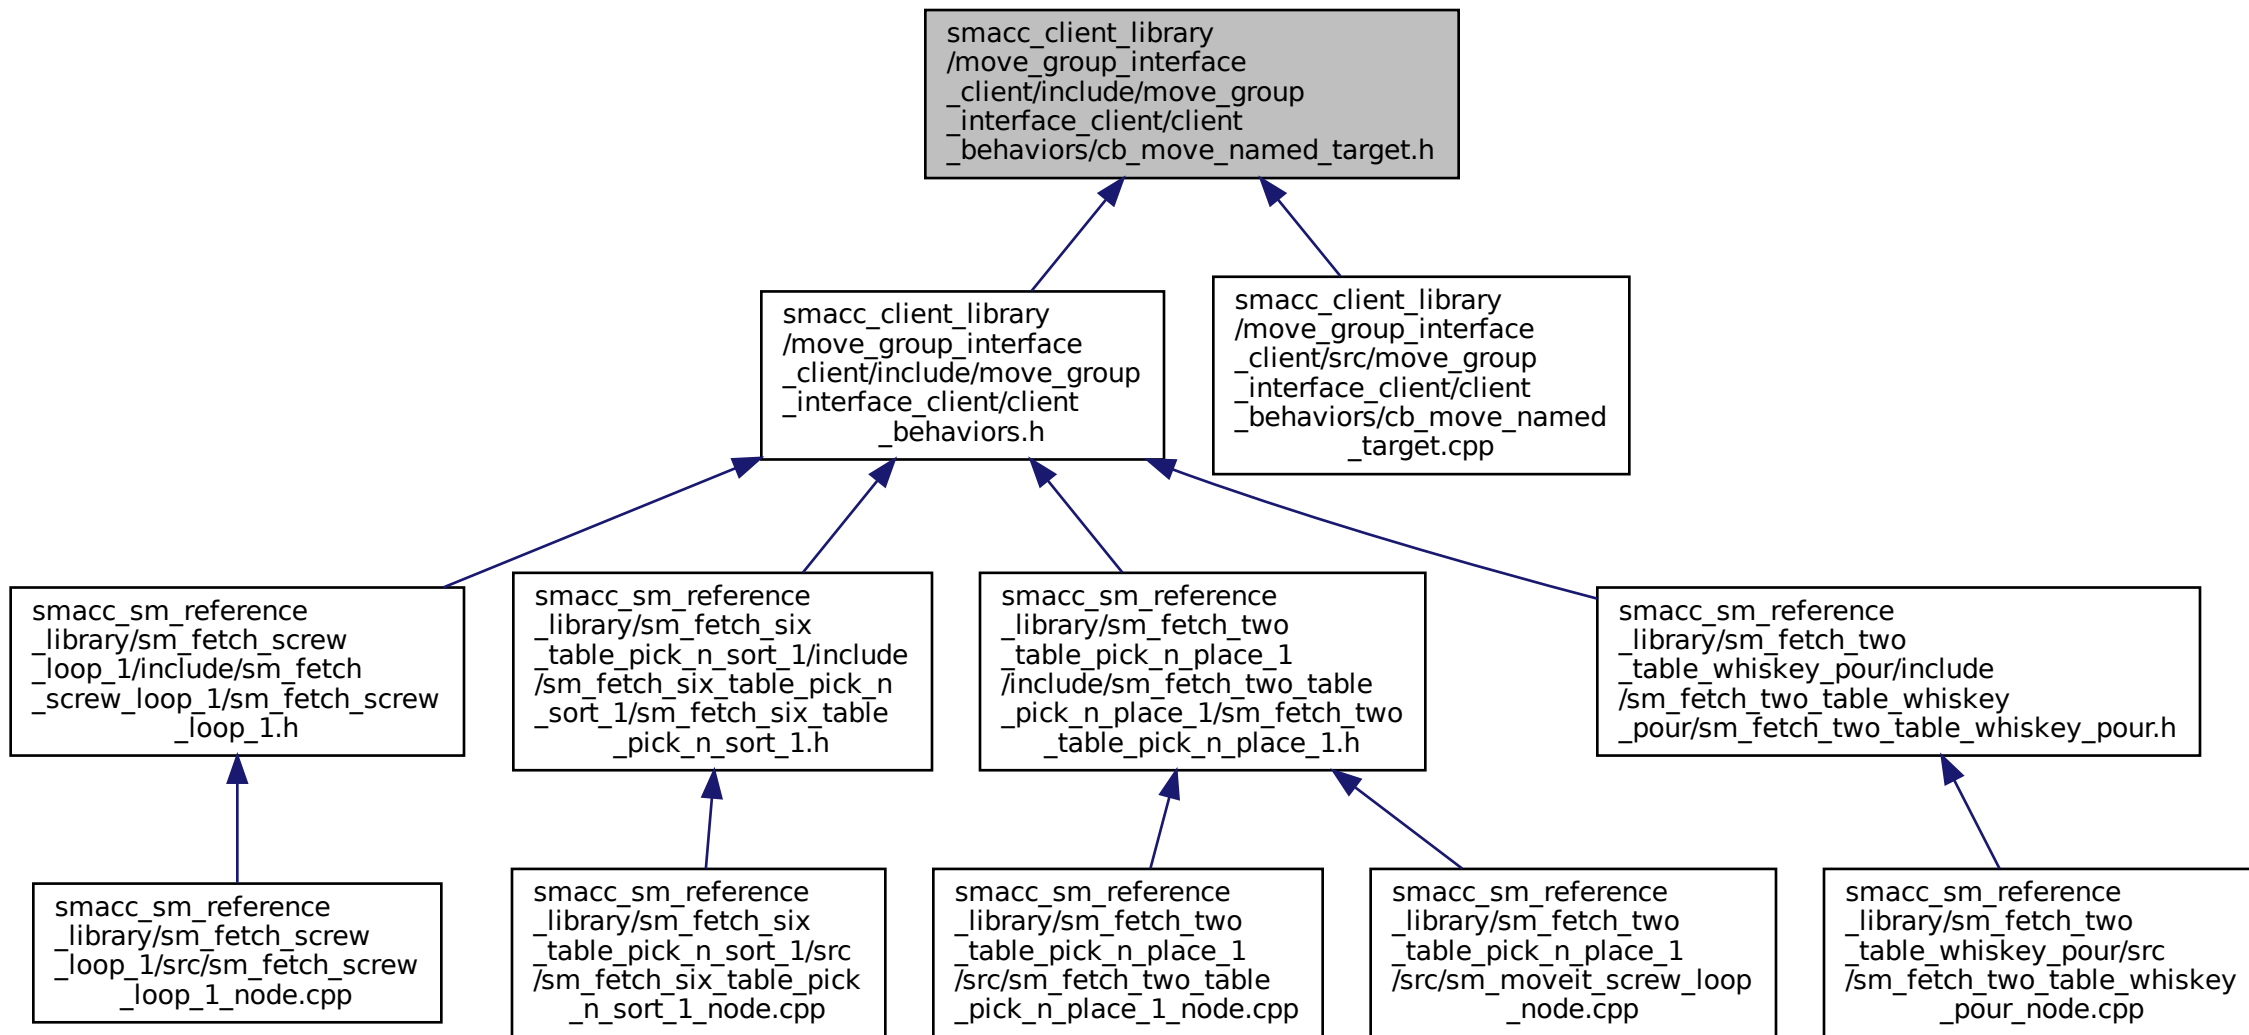 smacc_client_library
/move_group_interface
_client/include/move_group
_interface_client/client
_behaviors/cb_move_named_target.h
smacc_client_library
/move_group_interface
_client/include/move_group
_interface_client/client
_behaviors.h
smacc_client_library
/move_group_interface
_client/src/move_group
_interface_client/client
_behaviors/cb_move_named
_target.cpp
smacc_sm_reference
_library/sm_fetch_screw
_loop_1/include/sm_fetch
_screw_loop_1/sm_fetch_screw
_loop_1.h
smacc_sm_reference
_library/sm_fetch_six
_table_pick_n_sort_1/include
/sm_fetch_six_table_pick_n
_sort_1/sm_fetch_six_table
_pick_n_sort_1.h
smacc_sm_reference
_library/sm_fetch_two
_table_pick_n_place_1
/include/sm_fetch_two_table
_pick_n_place_1/sm_fetch_two
_table_pick_n_place_1.h
smacc_sm_reference
_library/sm_fetch_two
_table_whiskey_pour/include
/sm_fetch_two_table_whiskey
_pour/sm_fetch_two_table_whiskey_pour.h
smacc_sm_reference
_library/sm_fetch_screw
_loop_1/src/sm_fetch_screw
_loop_1_node.cpp
smacc_sm_reference
_library/sm_fetch_six
_table_pick_n_sort_1/src
/sm_fetch_six_table_pick
_n_sort_1_node.cpp
smacc_sm_reference
_library/sm_fetch_two
_table_pick_n_place_1
/src/sm_fetch_two_table
_pick_n_place_1_node.cpp
smacc_sm_reference
_library/sm_fetch_two
_table_pick_n_place_1
/src/sm_moveit_screw_loop
_node.cpp
smacc_sm_reference
_library/sm_fetch_two
_table_whiskey_pour/src
/sm_fetch_two_table_whiskey
_pour_node.cpp